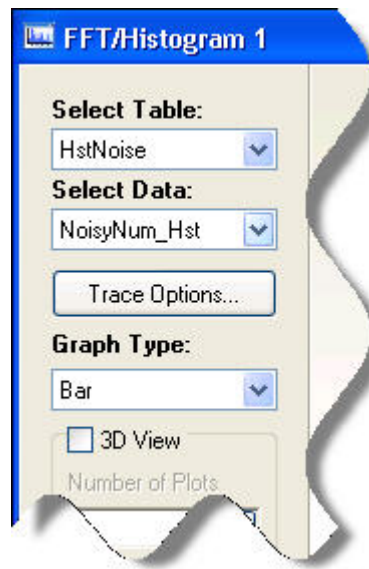 FFT/Histogram 1
Select Table:
HstNoise
Select Data:
NoisyNum_Hst
Trace Options...
Graph Type:
Bar
3D View
Number of Plots